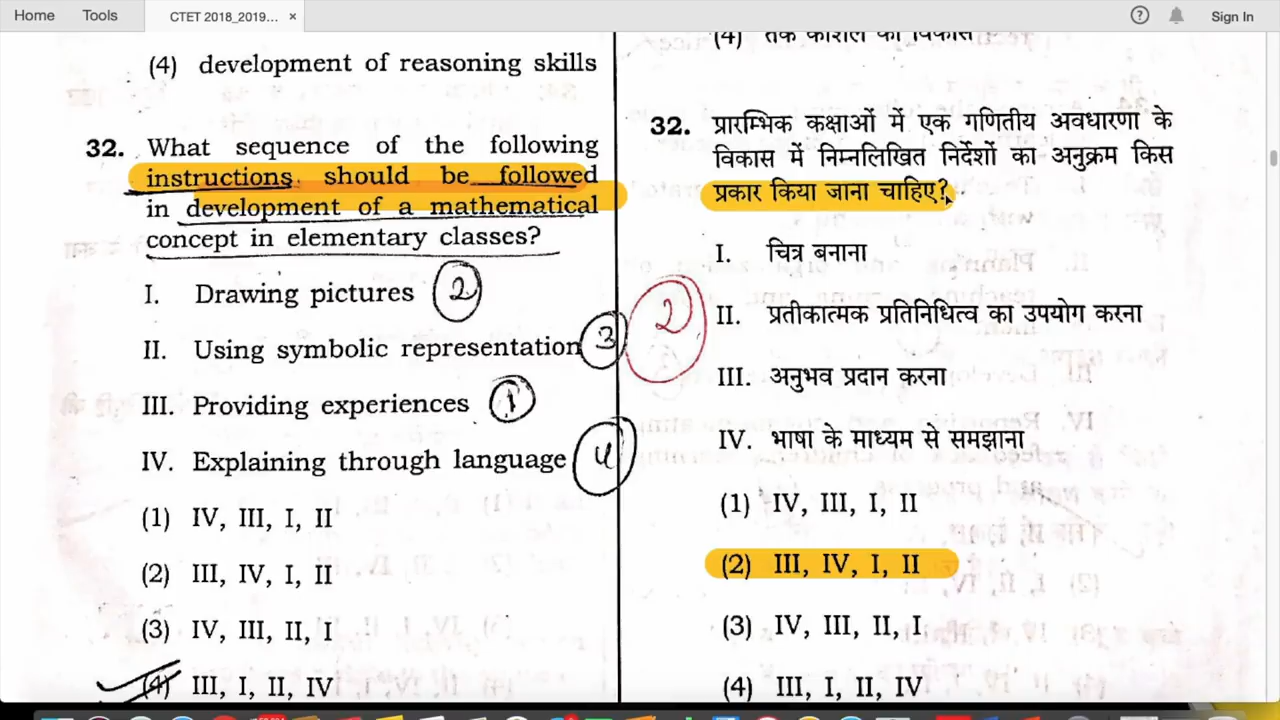 Home Tools CTET 2018_2019... × Sign In
(4) development of reasoning skills
32. What sequence of the following
instructions should be followed
in development of a mathematical
concept in elementary classes?
I. Drawing pictures 2
II. Using symbolic representation 3
III. Providing experiences 1
IV. Explaining through language 4
(1) IV, III, I, II
(2) III, IV, I, II
(3) IV, III, II, I
(4) III, I, II, IV
(4) तर्क कौशल का विकास
32. प्रारम्भिक कक्षाओं में एक गणितीय अवधारणा के
विकास में निम्नलिखित निर्देशों का अनुक्रम किस
प्रकार किया जाना चाहिए?
I. चित्र बनाना
2
II. प्रतीकात्मक प्रतिनिधित्व का उपयोग करना
III. अनुभव प्रदान करना
IV. भाषा के माध्यम से समझाना
(1) IV, III, I, II
(2) III, IV, I, II
(3) IV, III, II, I
(4) III, I, II, IV